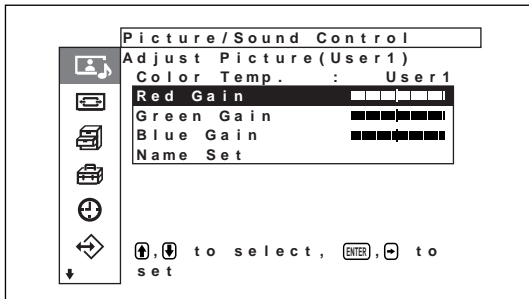 Picture/Sound Control
Adjust Picture(User1)
Color Temp. : User1
Red Gain
Green Gain
Blue Gain
Name Set
to select, ENTER, to
set